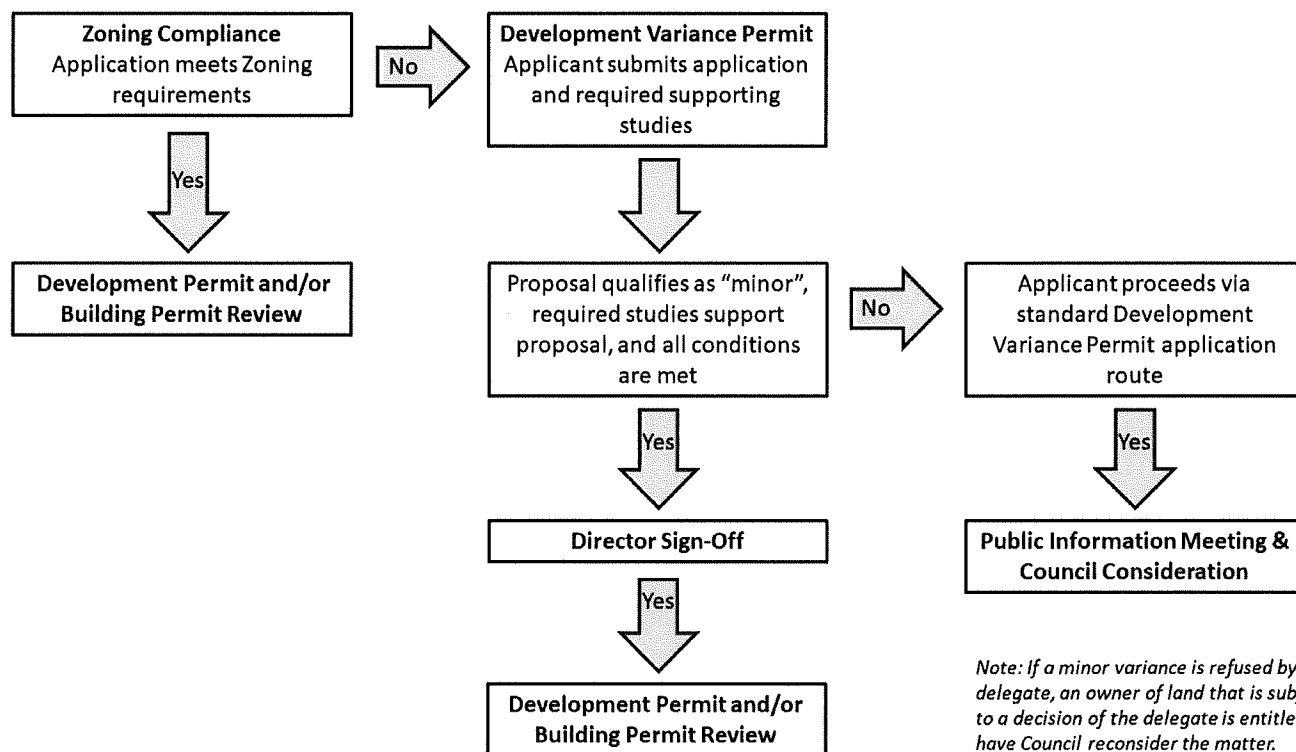 Zoning Compliance
Application meets Zoning
requirements
No
Development Variance Permit
Applicant submits application
and required supporting
studies
Yes
Development Permit and/or
Building Permit Review
Proposal qualifies as “minor”,
required studies support
proposal, and all conditions
are met
No
Applicant proceeds via
standard Development
Variance Permit application
route
Yes
Yes
Director Sign-Off
Public Information Meeting &
Council Consideration
Yes
Development Permit and/or
Building Permit Review
Note: If a minor variance is refused by
delegate, an owner of land that is
to a decision of the delegate is
have Council reconsider the matter.